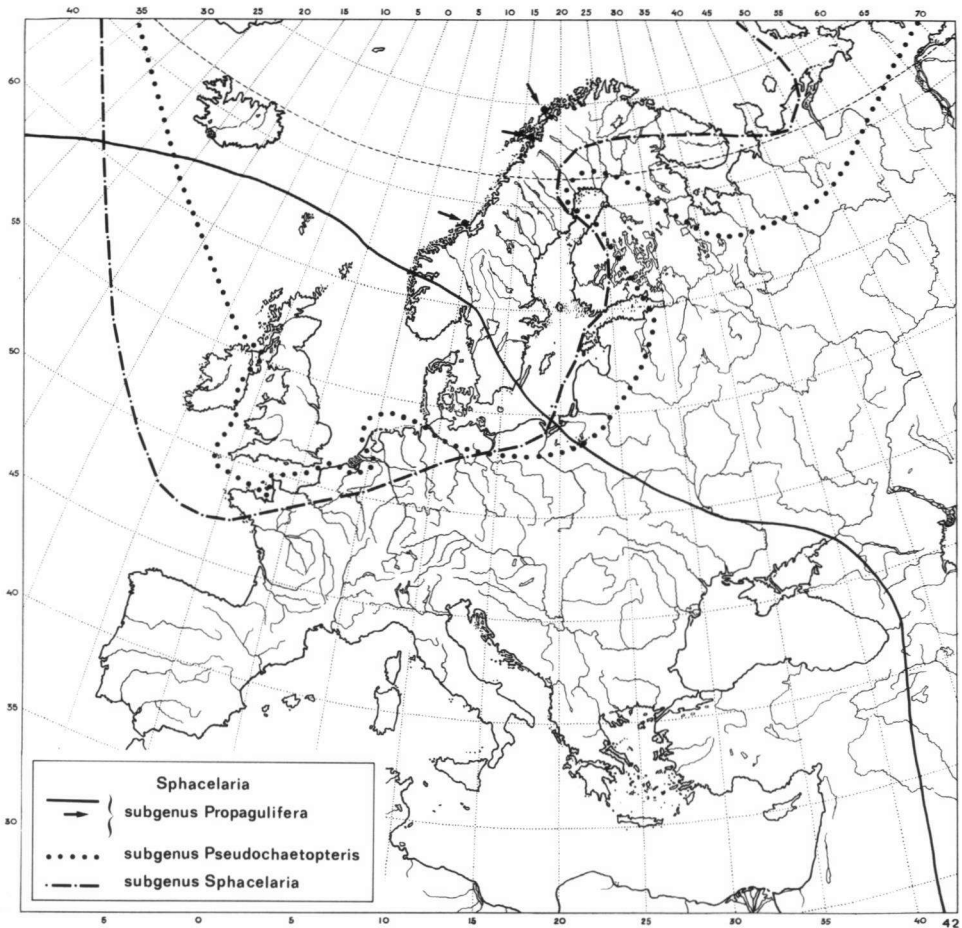 40 35 30 25 20 15 10 5 0 5 10 15 20 25 30 35 40 45 50 55 60 65 70
60
55
50
45
40
35
30
Sphacelaria
subgenus Propagulifera
subgenus Pseudochaetopteris
subgenus Sphacelaria
5 0 5 10 15 20 25 30 35 40 42